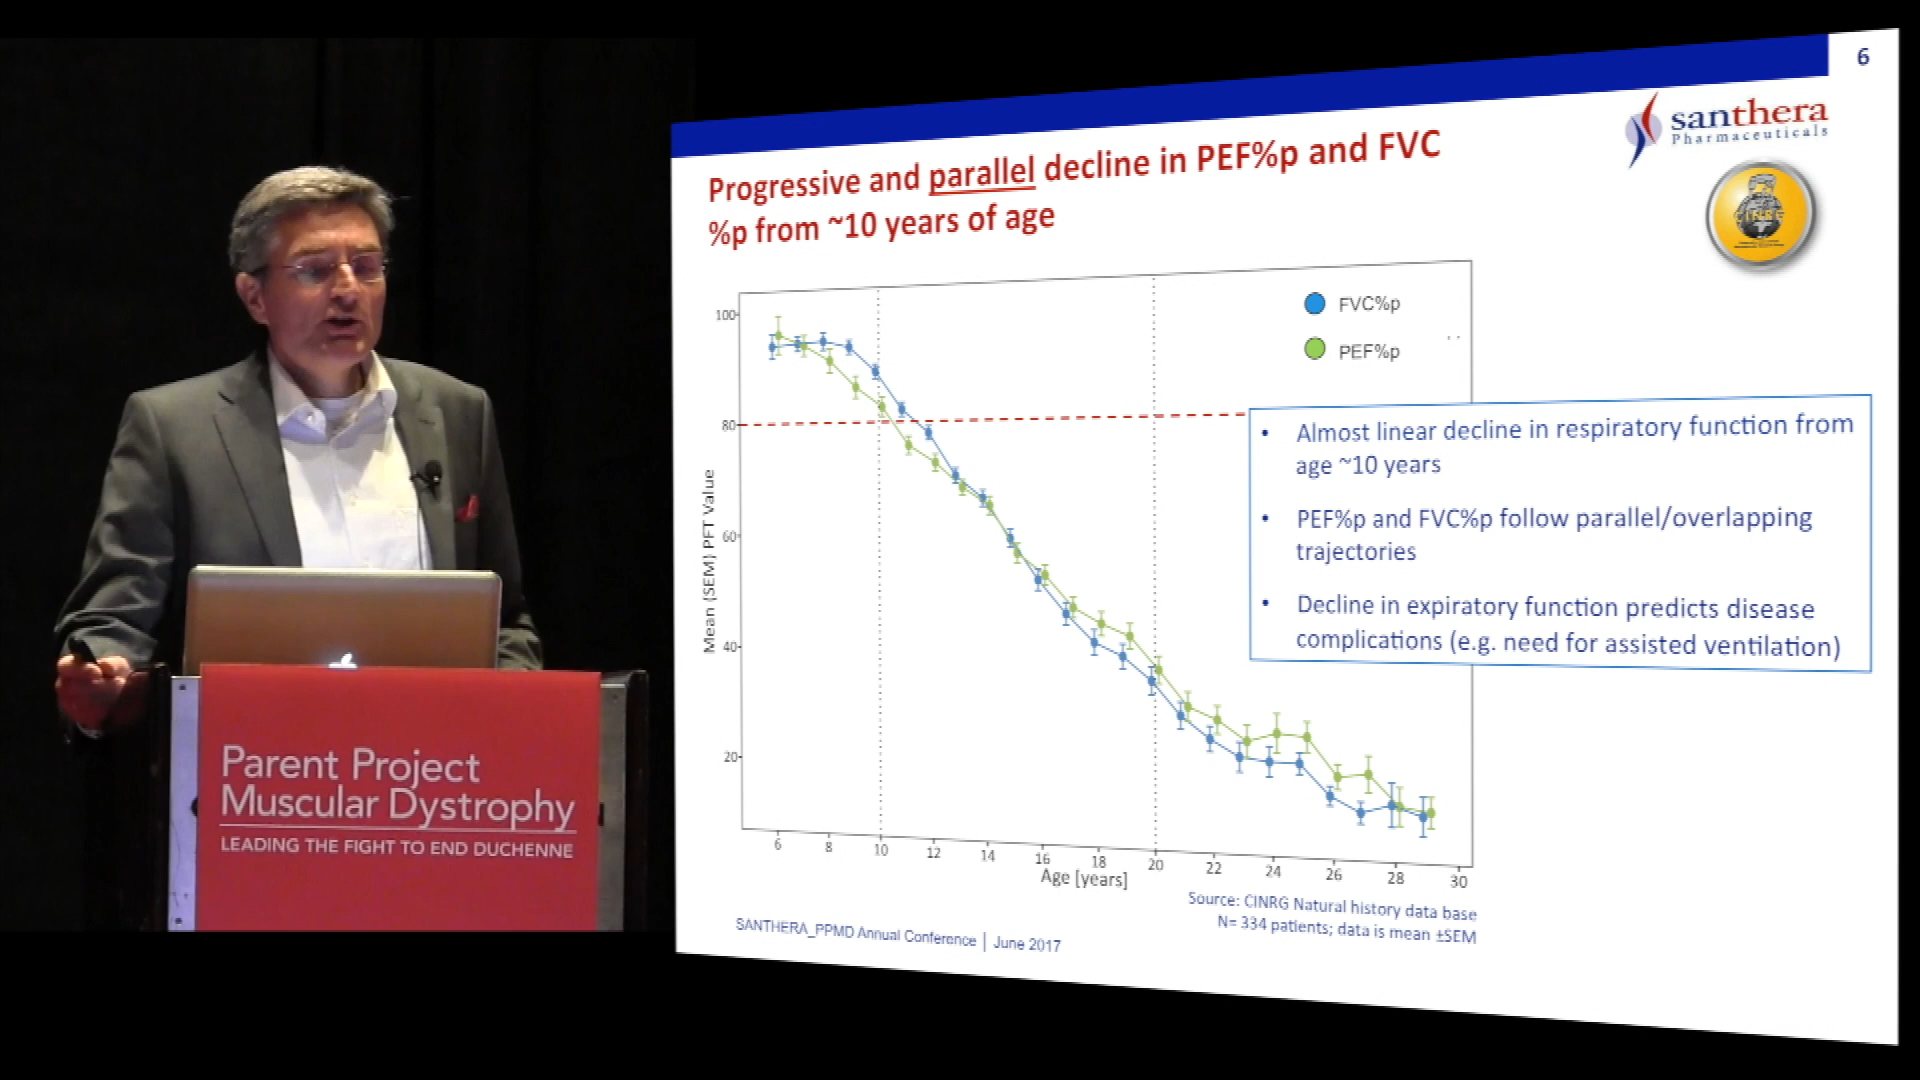 6
santhera
Pharmaceuticals
CINRG
Progressive and parallel decline in PEF%p and FVC
%p from ~10 years of age
FVC%p
PEF%p
100
80
60
40
20
Mean (SEM) PFT Value
6 8 10 12 14 16 18 20 22 24 26 28 30
Age [years]
• Almost linear decline in respiratory function from
age ~10 years
• PEF%p and FVC%p follow parallel/overlapping
trajectories
• Decline in expiratory function predicts disease
complications (e.g. need for assisted ventilation)
Source: CINRG Natural history data base
N= 334 patients; data is mean ±SEM
SANTHERA_PPMD Annual Conference | June 2017
Parent Project
Muscular Dystrophy
LEADING THE FIGHT TO END DUCHENNE